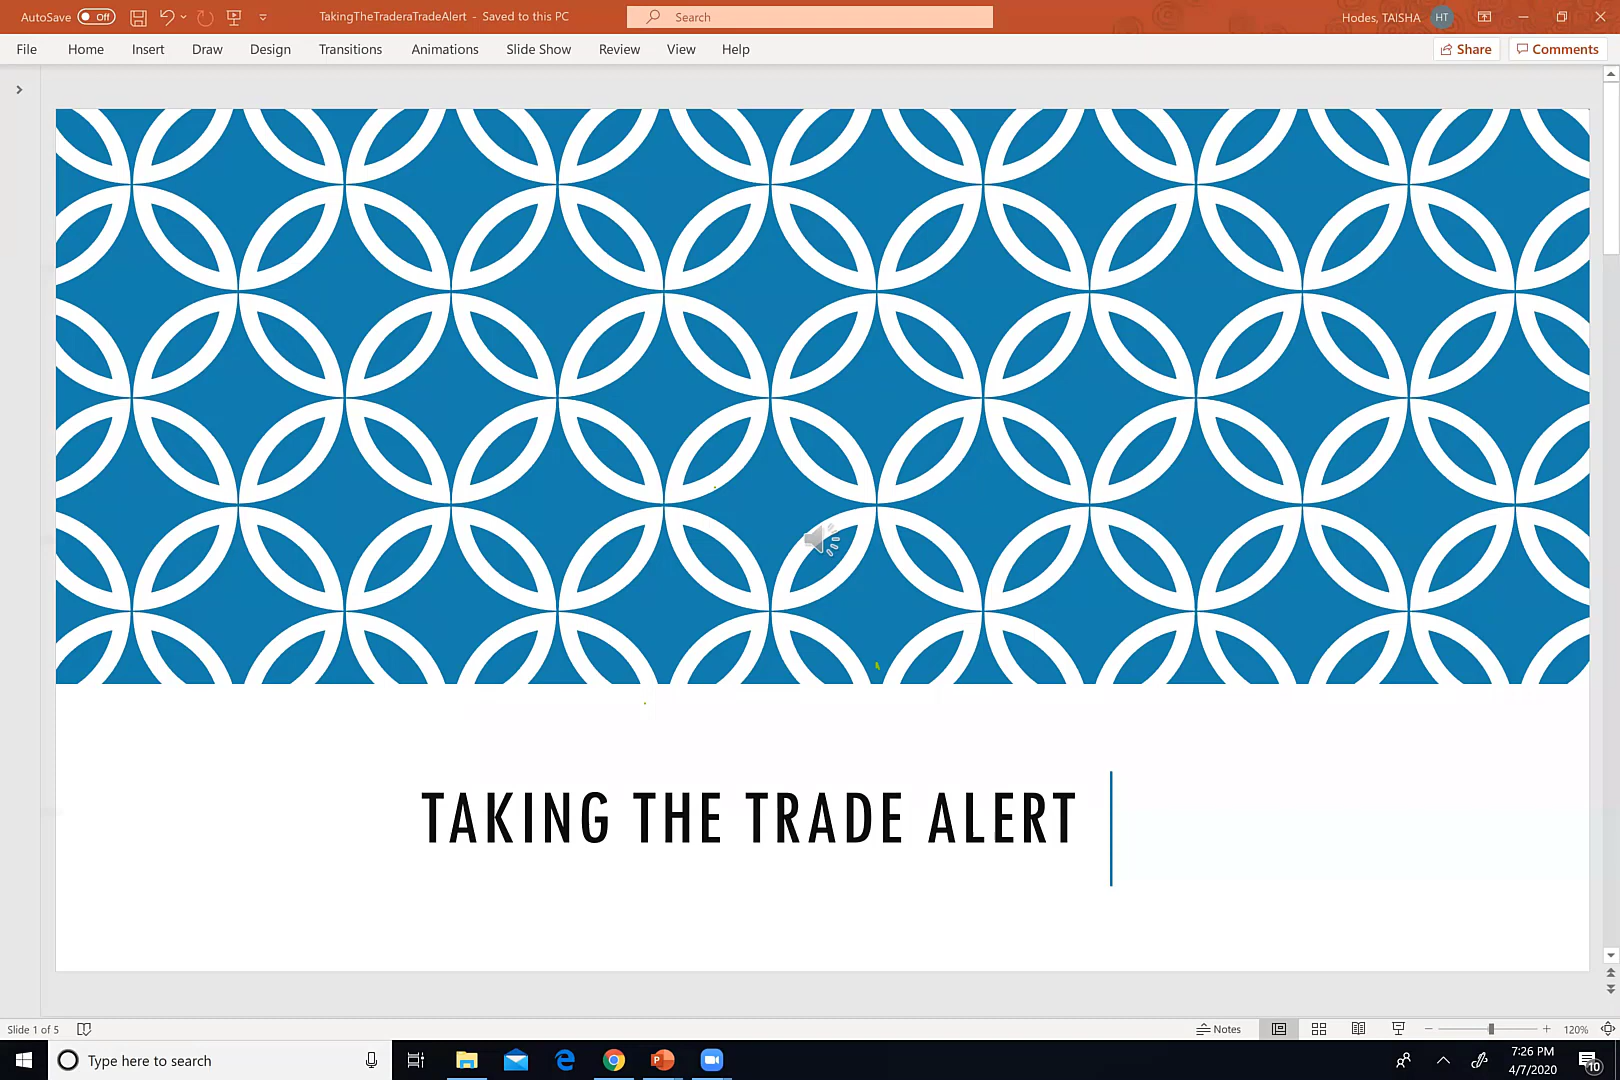 AutoSave Off TakingTheTraderaTradeAlert - Saved to this PC Search Hodes, TAISHA HT
File Home Insert Draw Design Transitions Animations Slide Show Review View Help Share Comments
TAKING THE TRADE ALERT
Slide 1 of 5 Notes 120%
Type here to search 7:26 PM
4/7/2020 10